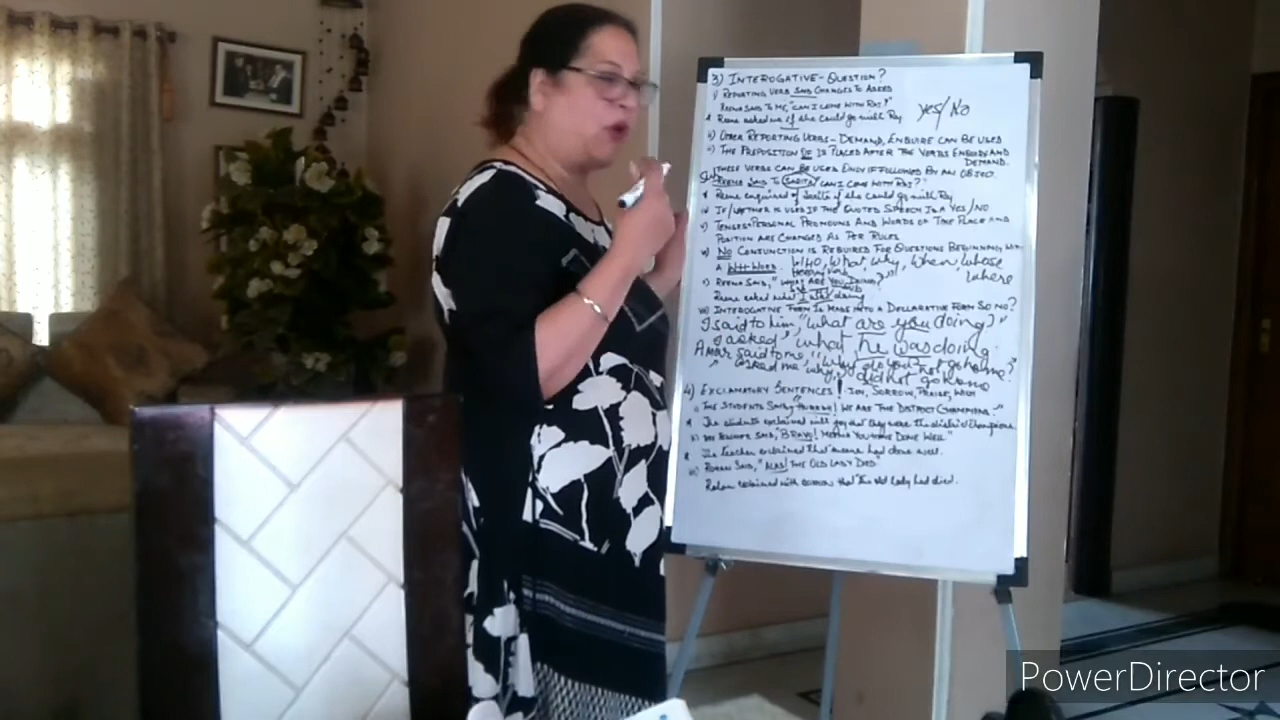 3) INTEROGATIVE - QUESTION?
i) REPORTING VERB SAID CHANGES TO ASKED
REENA SAID TO ME, "CAN I COME WITH RAJ?"
Yes/No
* Reena asked me if she could go with Raj
ii) OTHER REPORTING VERBS - DEMAND, ENQUIRE CAN BE USED
THE PREPOSITION OF IS PLACED AFTER THE VERBS ENQUIRY AND DEMAND.
THESE VERBS CAN BE USED ONLY IF FOLLOWED BY AN OBJECT.
REENA SAID TO SARITA, "CAN I COME WITH RAJ?"
* Reena enquired of Sarita if she could go with Raj
iv) IF/WHETHER IS USED IF THE QUOTED SPEECH IS A YES/NO
v) TENSES PERSONAL PRONOUNS AND WORDS OF TIME PLACE AND
POSITION ARE CHANGED AS PER RULES
vi) NO CONJUNCTION IS REQUIRED FOR QUESTIONS BEGINNING WITH
A WH WORD. WHO, What, why, when, whose
where
REENA SAID, "WHAT ARE YOU DOING?"
Reena asked what I was doing
vii) INTEROGATIVE FORM IS MADE INTO A DECLARATIVE FORM SO NO?
I said to him, "what are you doing?"
I asked, what he was doing.
Amar said to me, "Why did you not go home?
" asked me, why I did not go home
4) EXCLAMATORY SENTENCES! JOY, SORROW, PRAISE, WISH
THE STUDENTS SAID, "HURRAH! WE ARE THE DISTRICT CHAMPIONS."
* The students exclaimed with joy that they were the district champions.
ii) THE TEACHER SAID, "BRAVO! MEENA YOU HAVE DONE WELL"
* The teacher exclaimed that Meena had done well.
iii) ROHAN SAID, "ALAS! THE OLD LADY DIED"
Rohan exclaimed with sorrow that the old lady had died.
PowerDirector